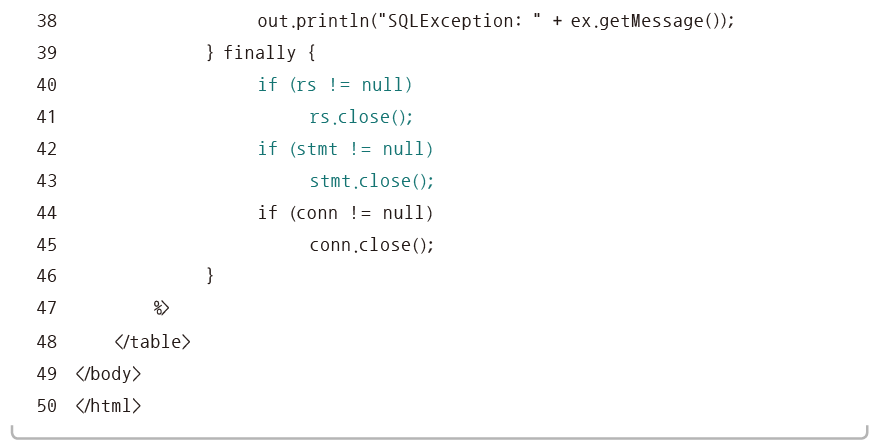 38 out.println("SQLException: " + ex.getMessage());
39 } finally {
40 if (rs != null)
41 rs.close();
42 if (stmt != null)
43 stmt.close();
44 if (conn != null)
45 conn.close();
46 }
47 %>
48 </table>
49 </body>
50 </html>